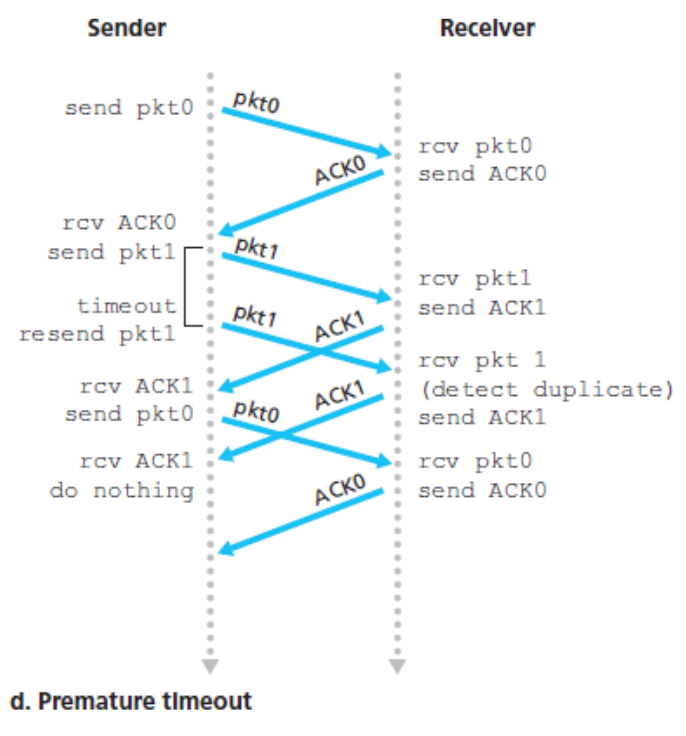 Sender
Receiver
send pkt0
pkt0
rcv pkt0
send ACK0
ACK0
rcv ACK0
send pkt1
pkt1
rcv pkt1
send ACK1
timeout
resend pkt1
pkt1
ACK1
rcv pkt 1
(detect duplicate)
send ACK1
rcv ACK1
send pkt0
pkt0
ACK1
rcv ACK1
do nothing
rcv pkt0
send ACK0
ACK0
d. Premature timeout